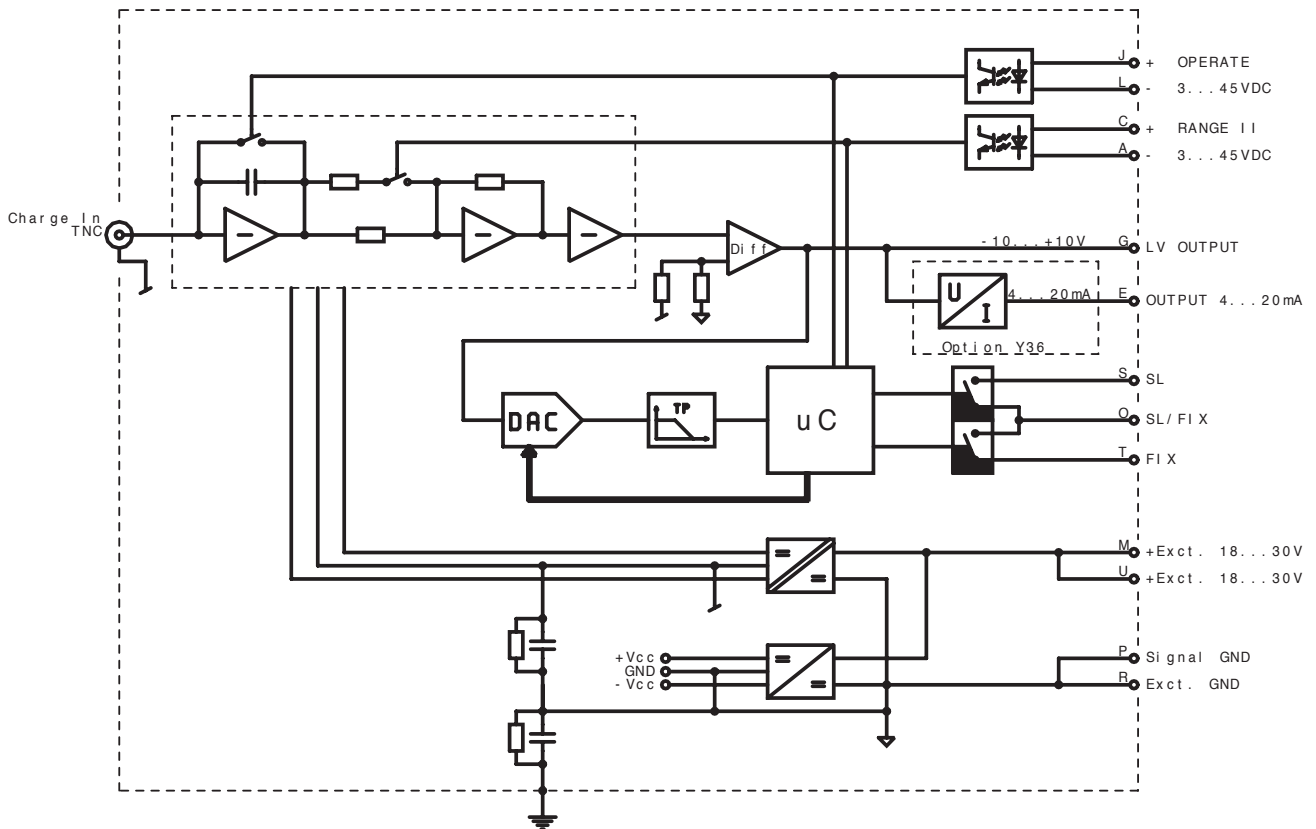 J + OPERATE
L - 3...45VDC
C + RANGE II
A - 3...45VDC
Charge In
TNC
Diff
-10...+10V G LV OUTPUT
U
I
4...20mA E OUTPUT 4...20mA
Option Y36
S SL
DAC
TP
uC
O SL/FIX
T FIX
= =
M +Exct. 18...30V
U +Exct. 18...30V
+Vcc
GND
-Vcc
= =
P Signal GND
R Exct. GND